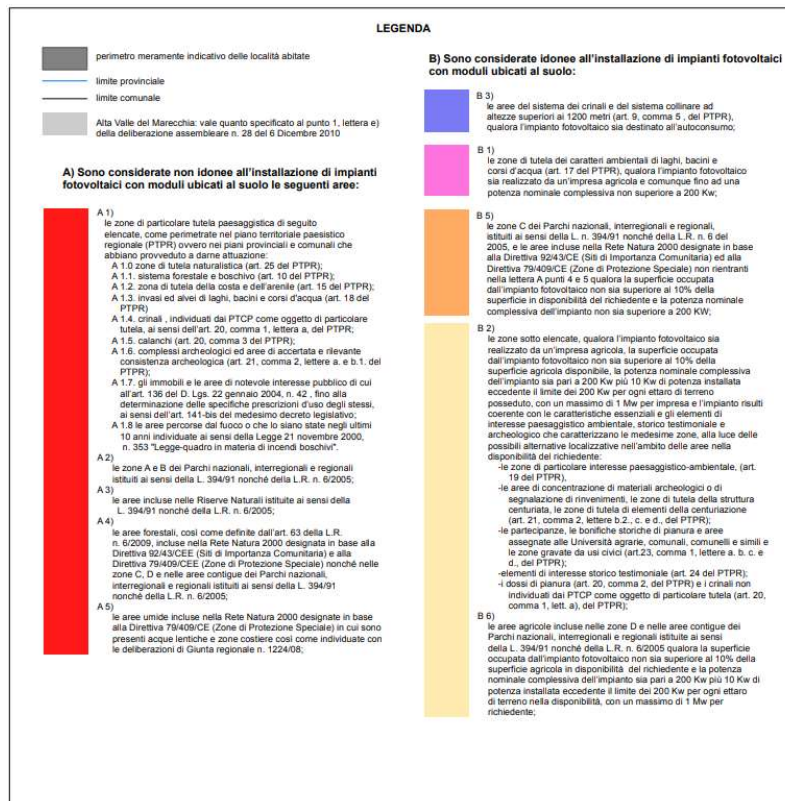 LEGENDA
perimetro meramente indicativo delle località abitate
limite provinciale
limite comunale
Alta Valle del Marecchia: vale quanto specificato al punto 1, lettera e)
della deliberazione assembleare n. 28 del 6 Dicembre 2010
A) Sono considerate non idonee all'installazione di impianti
fotovoltaici con moduli ubicati al suolo le seguenti aree:
A 1)
le zone di particolare tutela paesaggistica di seguito
elencate, come perimetrate nel piano territoriale paesistico
regionale (PTPR) ovvero nei piani provinciali e comunali che
abbiano provveduto a darne attuazione:
A 1.0 zone di tutela naturalistica (art. 25 del PTPR);
A 1.1. sistema forestale e boschivo (art. 10 del PTPR);
A 1.2. zona di tutela della costa e dell'arenile (art. 15 del PTPR);
A 1.3. invasi ed alvei di laghi, bacini e corsi d'acqua (art. 18 del
PTPR)
A 1.4. crinali , individuati dai PTCP come oggetto di particolare
tutela, ai sensi dell'art. 20, comma 1, lettera a, del PTPR;
A 1.5. calanchi (art. 20, comma 3 del PTPR);
A 1.6. complessi archeologici ed aree di accertata e rilevante
consistenza archeologica (art. 21, comma 2, lettere a. e b.1. del
PTPR);
A 1.7. gli immobili e le aree di notevole interesse pubblico di cui
all'art. 136 del D. Lgs. 22 gennaio 2004, n. 42 , fino alla
determinazione delle specifiche prescrizioni d'uso degli stessi,
ai sensi dell'art. 141-bis del medesimo decreto legislativo;
A 1.8 le aree percorse dal fuoco o che lo siano state negli ultimi
10 anni individuate ai sensi della Legge 21 novembre 2000,
n. 353 "Legge-quadro in materia di incendi boschivi".
A 2)
le zone A e B dei Parchi nazionali, interregionali e regionali
istituiti ai sensi della L. 394/91 nonché della L.R. n. 6/2005;
A 3)
le aree incluse nelle Riserve Naturali istituite ai sensi della
L. 394/91 nonché della L.R. n. 6/2005;
A 4)
le aree forestali, così come definite dall'art. 63 della L.R.
n. 6/2009, incluse nella Rete Natura 2000 designata in base alla
Direttiva 92/43/CEE (Siti di Importanza Comunitaria) e alla
Direttiva 79/409/CEE (Zone di Protezione Speciale) nonché nelle
zone C, D e nelle aree contigue dei Parchi nazionali,
interregionali e regionali istituiti ai sensi della L. 394/91
nonché della L.R. n. 6/2005;
A 5)
le aree umide incluse nella Rete Natura 2000 designate in base
alla Direttiva 79/409/CE (Zone di Protezione Speciale) in cui sono
presenti acque lentiche e zone costiere così come individuate con
le deliberazioni di Giunta regionale n. 1224/08;
B) Sono considerate idonee all'installazione di impianti fotovoltaici
con moduli ubicati al suolo:
B 3)
le aree del sistema dei crinali e del sistema collinare ad
altezze superiori ai 1200 metri (art. 9, comma 5 , del PTPR),
qualora l'impianto fotovoltaico sia destinato all'autoconsumo;
B 1)
le zone di tutela dei caratteri ambientali di laghi, bacini e
corsi d'acqua (art. 17 del PTPR), qualora l'impianto fotovoltaico
sia realizzato da un'impresa agricola e comunque fino ad una
potenza nominale complessiva non superiore a 200 Kw;
B 5)
le zone C dei Parchi nazionali, interregionali e regionali,
istituiti ai sensi della L. n. 394/91 nonché della L.R. n. 6 del
2005, e le aree incluse nella Rete Natura 2000 designate in base
alla Direttiva 92/43/CE (Siti di Importanza Comunitaria) ed alla
Direttiva 79/409/CE (Zone di Protezione Speciale) non rientranti
nella lettera A punti 4 e 5 qualora la superficie occupata
dall'impianto fotovoltaico non sia superiore al 10% della
superficie in disponibilità del richiedente e la potenza nominale
complessiva dell'impianto non sia superiore a 200 KW;
B 2)
le zone sotto elencate, qualora l'impianto fotovoltaico sia
realizzato da un'impresa agricola, la superficie occupata
dall'impianto fotovoltaico non sia superiore al 10% della
superficie agricola disponibile, la potenza nominale complessiva
dell'impianto sia pari a 200 Kw più 10 Kw di potenza installata
eccedente il limite dei 200 Kw per ogni ettaro di terreno
posseduto, con un massimo di 1 Mw per impresa e l'impianto risulti
coerente con le caratteristiche essenziali e gli elementi di
interesse paesaggistico ambientale, storico testimoniale e
archeologico che caratterizzano le medesime zone, alla luce delle
possibili alternative localizzative nell'ambito delle aree nella
disponibilità del richiedente:
-le zone di particolare interesse paesaggistico-ambientale, (art.
19 del PTPR),
-le aree di concentrazione di materiali archeologici o di
segnalazione di rinvenimenti, le zone di tutela della struttura
centuriata, le zone di tutela di elementi della centuriazione
(art. 21, comma 2, lettere b.2., c. e d., del PTPR);
-le partecipanze, le bonifiche storiche di pianura e aree
assegnate alle Università agrarie, comunali, comunelli e simili e
le zone gravate da usi civici (art.23, comma 1, lettere a. b. c. e
d., del PTPR);
-elementi di interesse storico testimoniale (art. 24 del PTPR)
-i dossi di pianura (art. 20, comma 2, del PTPR) e i crinali non
individuati dai PTCP come oggetto di particolare tutela (art. 20,
comma 1, lett. a), del PTPR);
B 6)
le aree agricole incluse nelle zone D e nelle aree contigue dei
Parchi nazionali, interregionali e regionali istituite ai sensi
della L. 394/91 nonché della L.R. n. 6/2005 qualora la superficie
occupata dall'impianto fotovoltaico non sia superiore al 10% della
superficie agricola in disponibilità del richiedente e la potenza
nominale complessiva dell'impianto sia pari a 200 Kw più 10 Kw di
potenza installata eccedente il limite dei 200 Kw per ogni ettaro
di terreno nella disponibilità, con un massimo di 1 Mw per
richiedente;